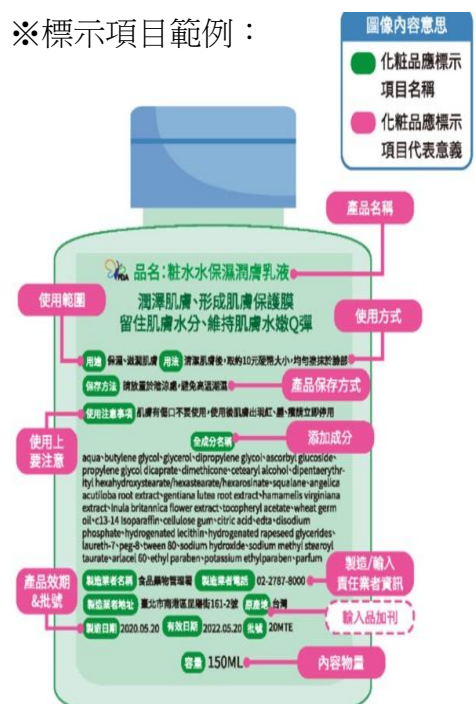 ※標示項目範例：
圖像內容意思
化粧品應標示
項目名稱
化粧品應標示
項目代表意義
產品名稱
FDA 品名：粧水水保濕潤膚乳液
潤澤肌膚、形成肌膚保護膜
留住肌膚水分、維持肌膚水嫩Q彈
使用範圍
使用方式
用途 保濕、滋潤肌膚 用法 清潔肌膚後，取約10元硬幣大小，均勻塗抹於臉部
保存方法 請放置於陰涼處，避免高溫潮濕
產品保存方式
使用注意事項 肌膚有傷口不要使用，使用後肌膚出現紅、腫、癢請立即停用
使用上
要注意
添加成分
全成分名稱
aqua、butylene glycol、glycerol、dipropylene glycol、ascorbyl glucoside、
propylene glycol dicaprate、dimethicone、cetearyl alcohol、dipentaerythr-
ityl hexahydroxystearate/hexastearate/hexarosinate、squalane、angelica
acutiloba root extract、gentiana lutea root extract、hamamelis virginiana
extract、inula britannica flower extract、tocopheryl acetate、wheat germ
oil、c13-14 isoparaffin、cellulose gum、citric acid、edta、disodium
phosphate、hydrogenated lecithin、hydrogenated rapeseed glycerides、
laureth-7、peg-8、tween 80、sodium hydroxide、sodium methyl stearoyl
taurate、arlacel 60、ethyl paraben、potassium ethylparaben、parfum
製造/輸入
責任業者資訊
產品效期
&批號
製造業者名稱 食品藥物管理署 製造業者電話 02-2787-8000
製造業者地址 臺北市南港區昆陽街161-2號 原產地 台灣
輸入品加刊
製造日期 2020.05.20 有效日期 2022.05.20 批號 20MTE
容量 150ML
內容物量